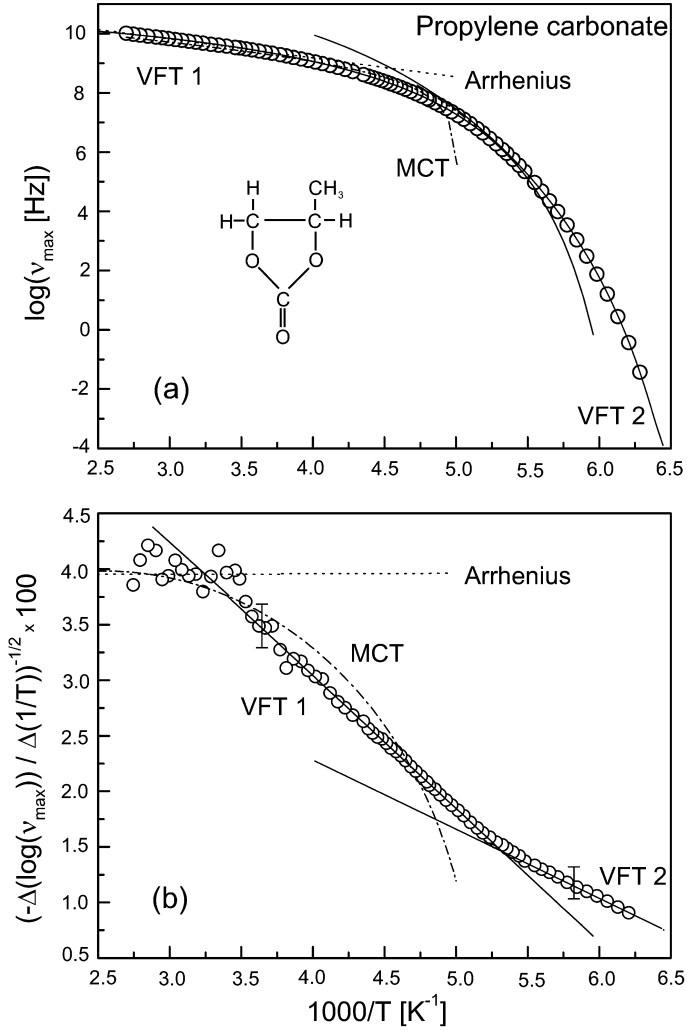 Propylene carbonate
10
8
6
4
2
0
-2
-4
log(ν_max [Hz])
VFT 1
Arrhenius
MCT
VFT 2
H CH₃
H C C H
O O
C
O
(a)
2.5 3.0 3.5 4.0 4.5 5.0 5.5 6.0 6.5
4.5
4.0
3.5
3.0
2.5
2.0
1.5
1.0
0.5
(-Δ(log(ν_max)) / Δ(1/T))^-1/2 x 100
Arrhenius
MCT
VFT 1
VFT 2
(b)
2.5 3.0 3.5 4.0 4.5 5.0 5.5 6.0 6.5
1000/T [K⁻¹]